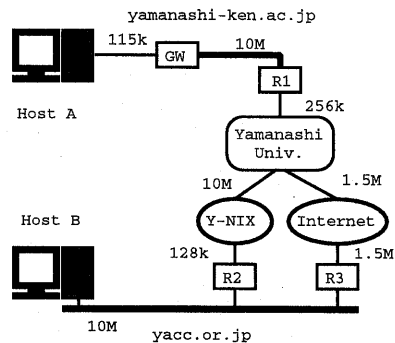 yamanashi-ken.ac.jp
115k
10M
GW
R1
Host A
256k
Yamanashi
Univ.
10M
1.5M
Host B
Y-NIX
Internet
128k
1.5M
R2
R3
10M
yacc.or.jp